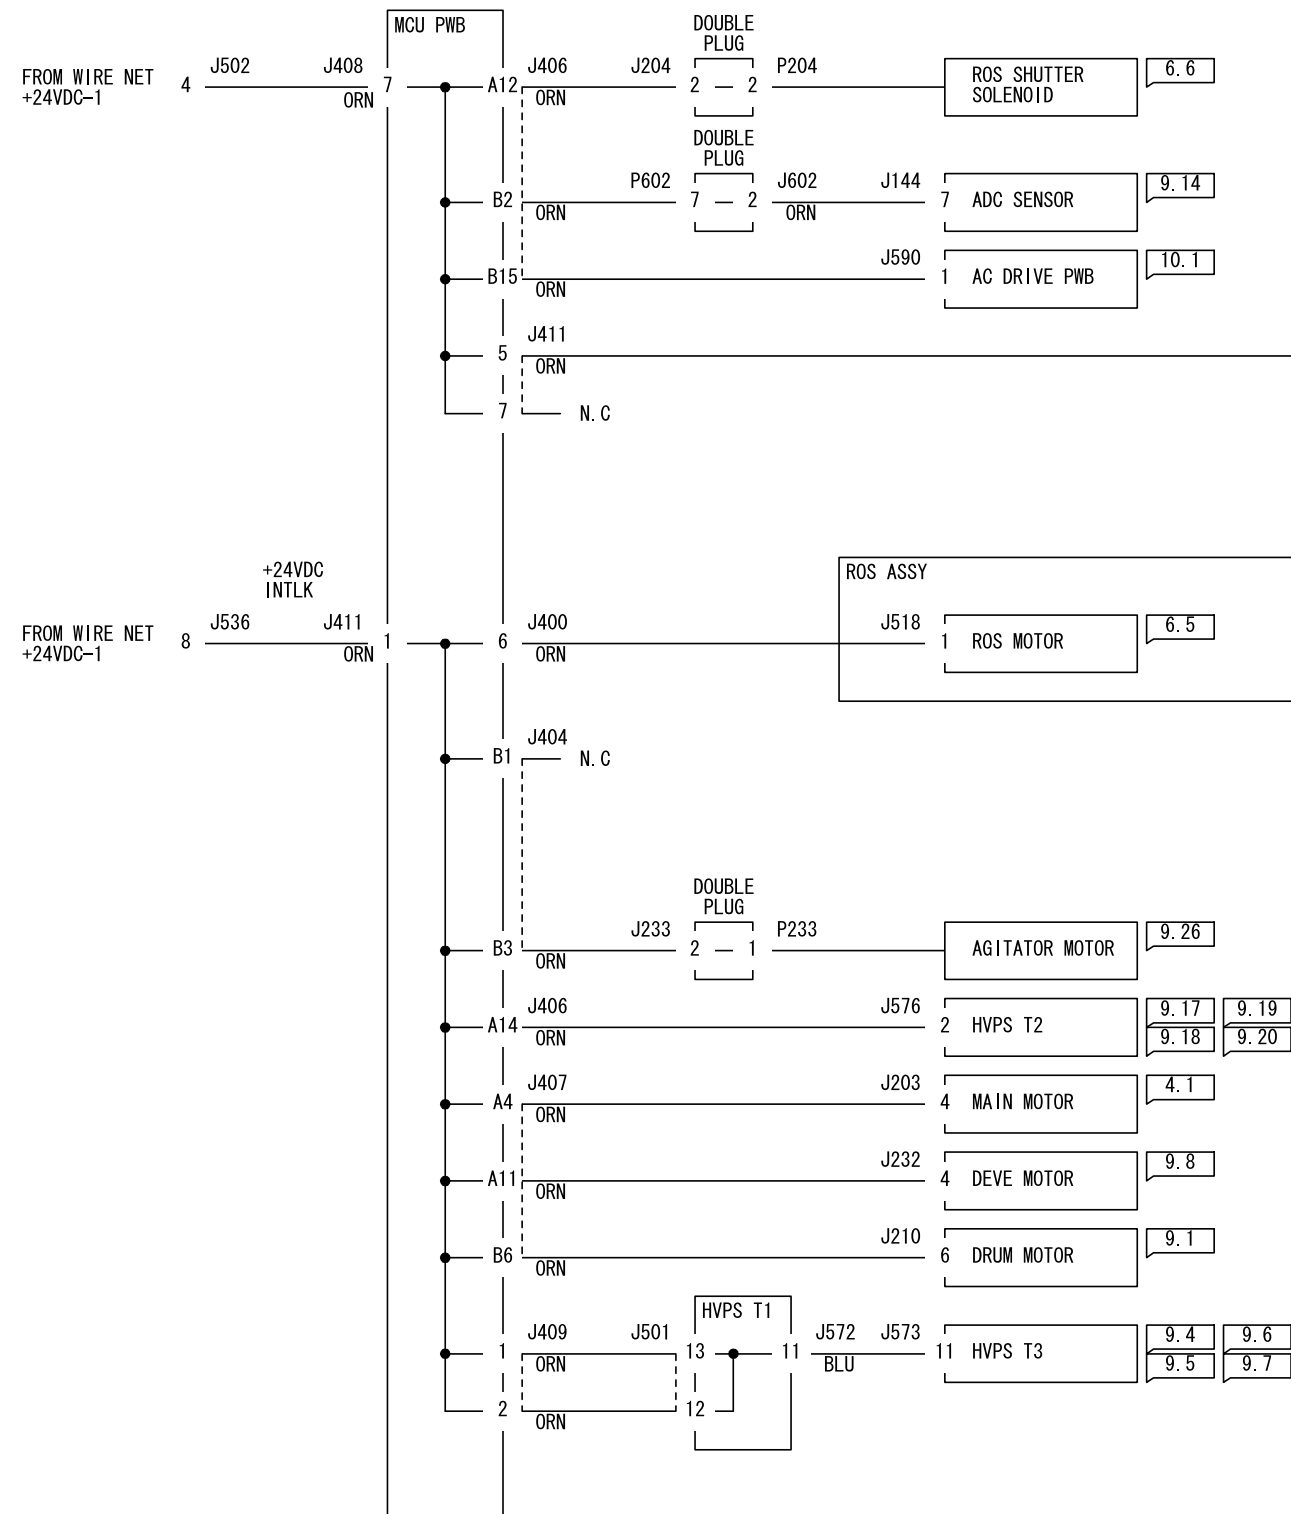 MCU PWB
DOUBLE
PLUG
FROM WIRE NET
+24VDC-1
4 J502 J408 7 A12 J406 J204 2 — 2 P204
ORN ORN
ROS SHUTTER
SOLENOID
6.6
DOUBLE
PLUG
B2 P602 7 — 2 J602 J144 7 ADC SENSOR 9.14
ORN ORN
B15 J590 1 AC DRIVE PWB 10.1
ORN
5 J411
ORN
7 N.C
ROS ASSY
+24VDC
INTLK
FROM WIRE NET
+24VDC-1
8 J536 J411 1 6 J400 J518 1 ROS MOTOR 6.5
ORN ORN
B1 J404 N.C
DOUBLE
PLUG
B3 J233 2 — 1 P233 AGITATOR MOTOR 9.26
ORN
A14 J406 J576 2 HVPS T2 9.17 9.19
ORN 9.18 9.20
A4 J407 J203 4 MAIN MOTOR 4.1
ORN
A11 J232 4 DEVE MOTOR 9.8
ORN
B6 J210 6 DRUM MOTOR 9.1
ORN
HVPS T1
1 J409 J501 13 11 J572 J573 11 HVPS T3 9.4 9.6
ORN BLU 9.5 9.7
2 12
ORN